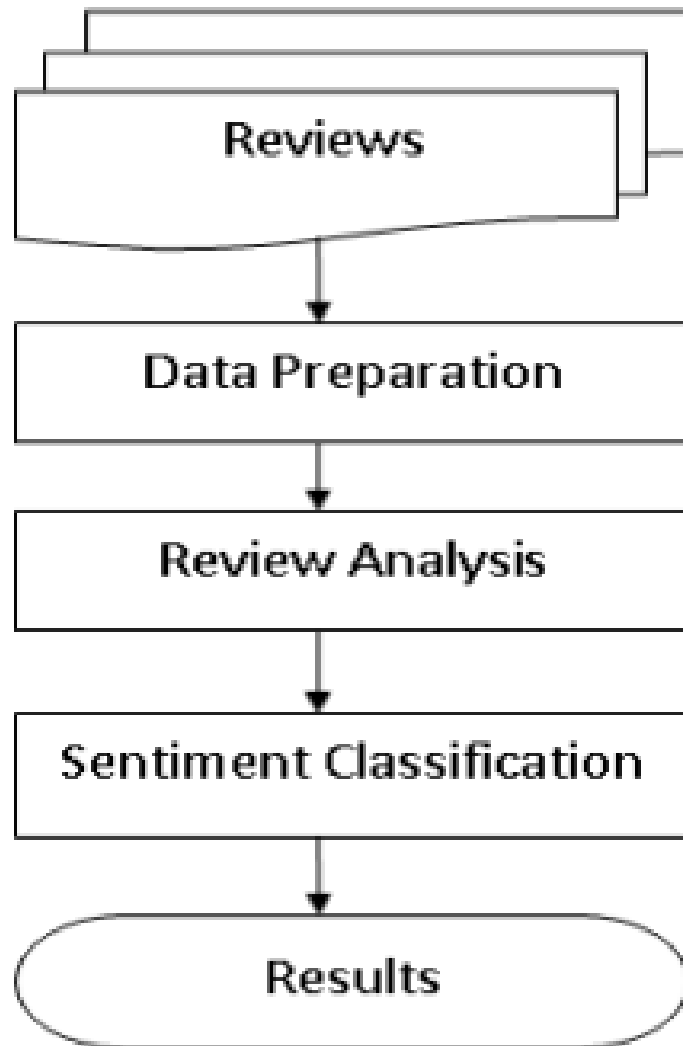 Reviews
Data Preparation
Review Analysis
Sentiment Classification
Results